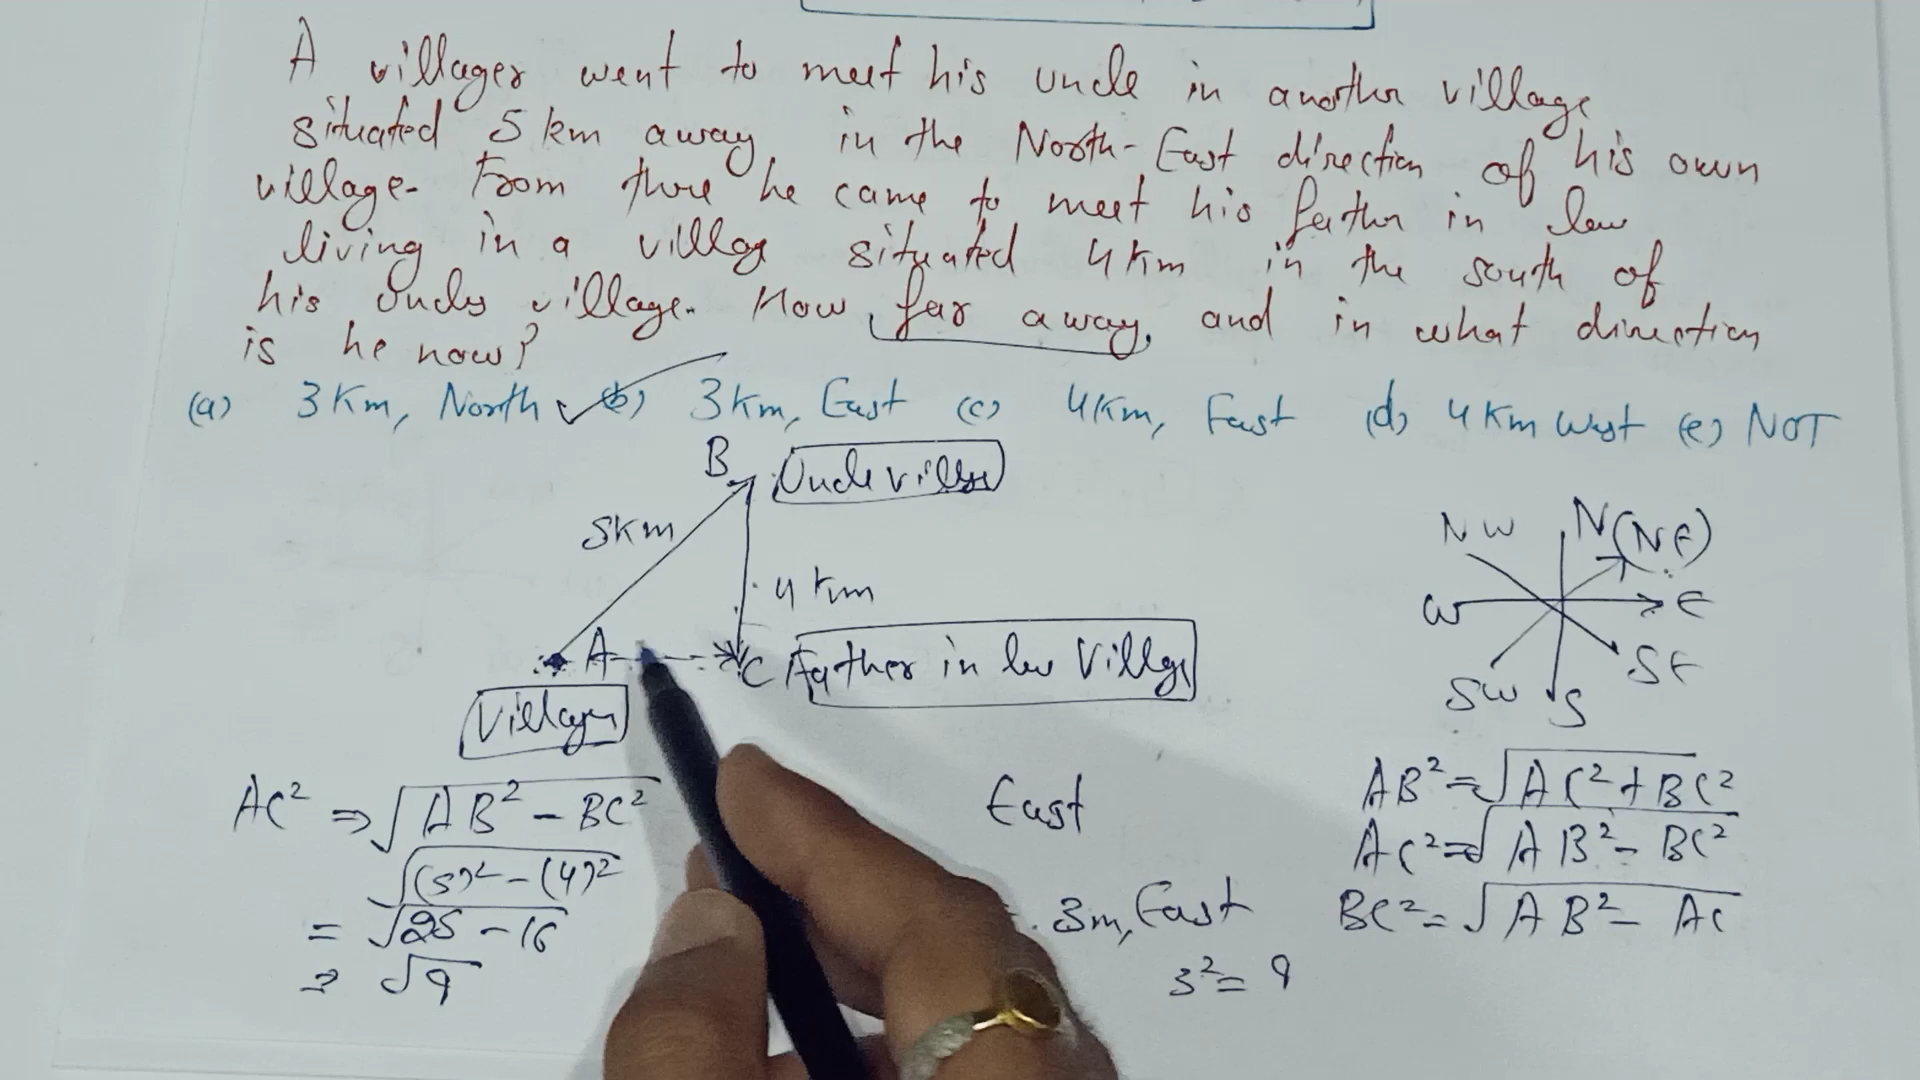 A villager went to meet his uncle in another village
situated 5 km away in the North-East direction of his own
village. From there he came to meet his father in law
living in a villag situated 4 km in the south of
his uncles village. How far away, and in what direction
is he now?
(a) 3 Km, North (b) 3 km, East (c) 4 Km, East (d) 4 Km West (e) NOT
B Uncle village
5km
4 km
A C Father in law Villge
Villager
N W N (NE)
W E
SW S SE
AC² ⇒ √AB² - BC²
√(5)² - (4)²
= √25 - 16
⇒ √9
East
3m, East
3² = 9
AB² = √AC² + BC²
AC² = √AB² - BC²
BC² = √AB² - AC